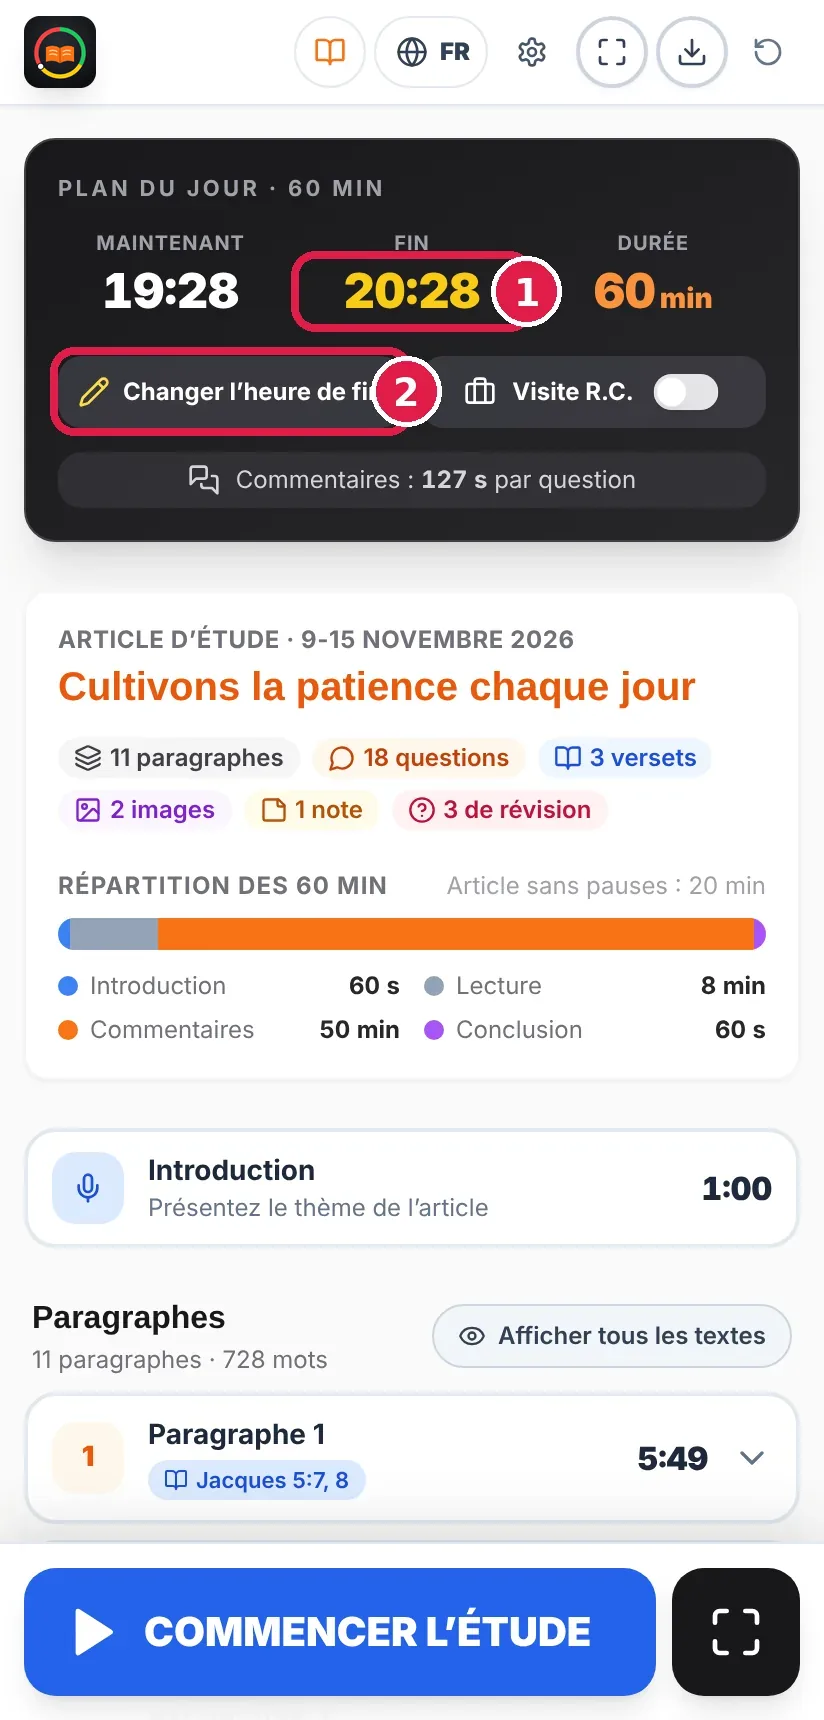 FR
PLAN DU JOUR · 60 MIN
MAINTENANT FIN DURÉE
19:28 20:28 1 60 min
Changer l’heure de fi 2 Visite R.C.
Commentaires : 127 s par question
ARTICLE D’ÉTUDE · 9-15 NOVEMBRE 2026
Cultivons la patience chaque jour
11 paragraphes 18 questions 3 versets
2 images 1 note 3 de révision
RÉPARTITION DES 60 MIN Article sans pauses : 20 min
Introduction 60 s Lecture 8 min
Commentaires 50 min Conclusion 60 s
Introduction
Présentez le thème de l’article
1:00
Paragraphes
11 paragraphes · 728 mots
Afficher tous les textes
1 Paragraphe 1
Jacques 5:7, 8
5:49
COMMENCER L’ÉTUDE